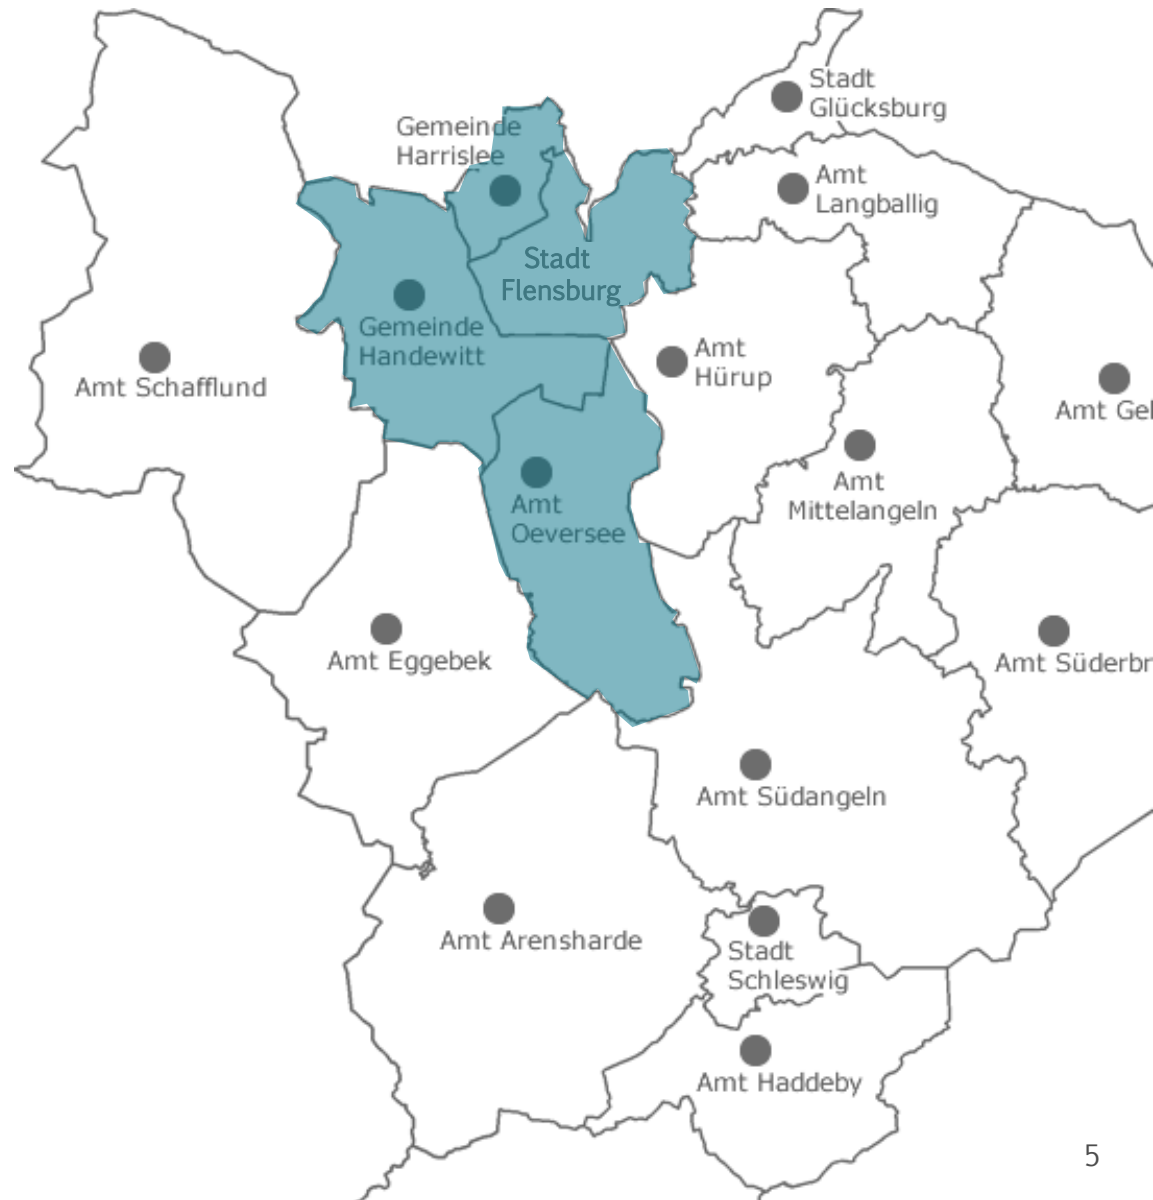 Stadt
Glücksburg
Gemeinde
Harrislee
Amt
Langballig
Stadt
Flensburg
Gemeinde
Handewitt
Amt
Hürup
Amt Schafflund
Amt Gel
Amt
Mittelangeln
Amt
Oeversee
Amt Eggebek
Amt Süderbr
Amt Südangeln
Amt Arensharde
Stadt
Schleswig
Amt Haddeby
5